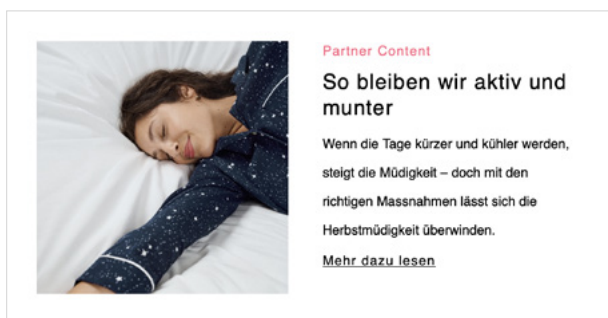 Partner Content
So bleiben wir aktiv und
munter
Wenn die Tage kürzer und kühler werden,
steigt die Müdigkeit – doch mit den
richtigen Massnahmen lässt sich die
Herbstmüdigkeit überwinden.
Mehr dazu lesen